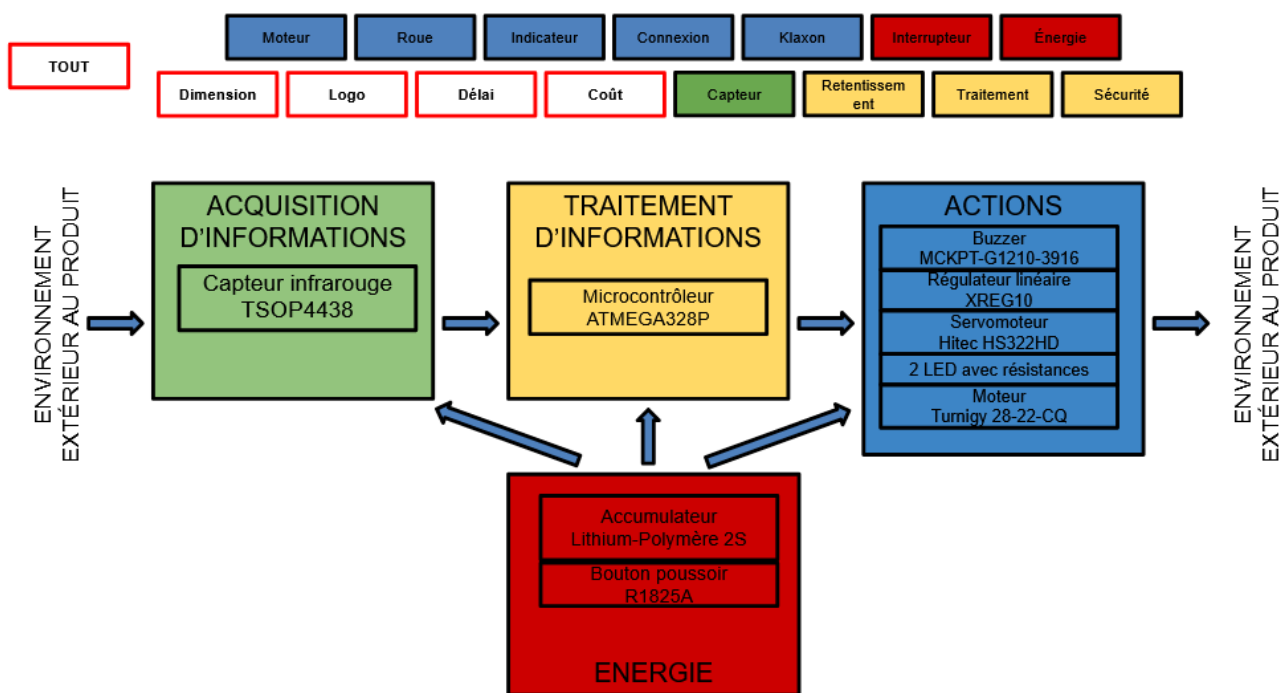 Moteur
Roue
Indicateur
Connexion
Klaxon
Interrupteur
Énergie
TOUT
Dimension
Logo
Délai
Coût
Capteur
Retentissem
ent
Traitement
Sécurité
ENVIRONNEMENT
EXTÉRIEUR AU PRODUIT
ACQUISITION
D'INFORMATIONS
Capteur infrarouge
TSOP4438
TRAITEMENT
D'INFORMATIONS
Microcontrôleur
ATMEGA328P
ACTIONS
Buzzer
MCKPT-G1210-3916
Régulateur linéaire
XREG10
Servomoteur
Hitec HS322HD
2 LED avec résistances
Moteur
Turnigy 28-22-CQ
ENVIRONNEMENT
EXTÉRIEUR AU PRODUIT
Accumulateur
Lithium-Polymère 2S
Bouton poussoir
R1825A
ENERGIE